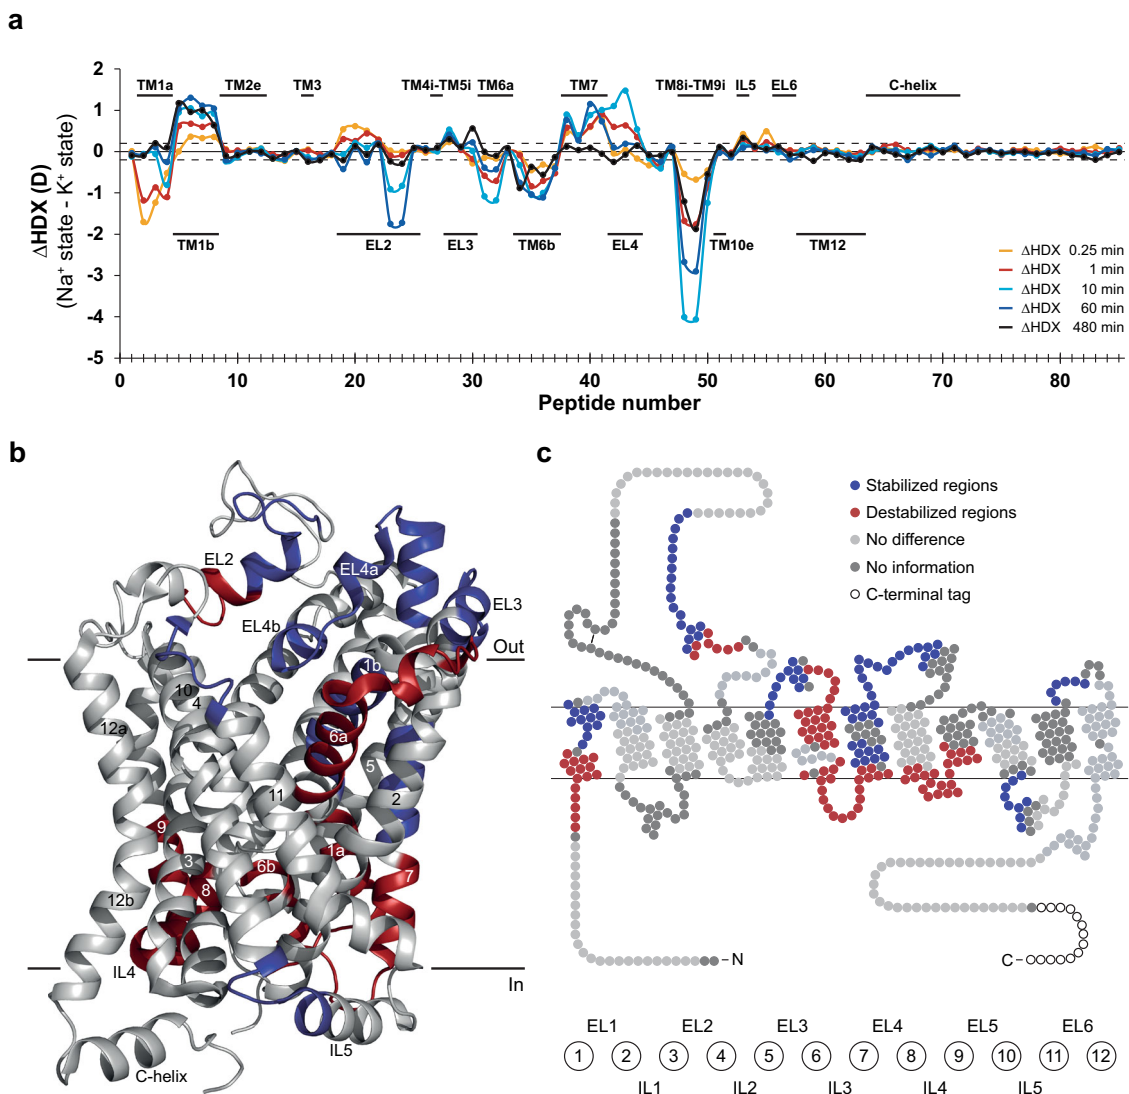 a
2
1
0
-1
-2
-3
-4
-5
ΔHDX (D)
(Na⁺ state - K⁺ state)
TM1a
TM2e
TM3
TM4i-TM5i
TM6a
TM7
TM8i-TM9i
IL5
EL6
C-helix
TM1b
EL2
EL3
TM6b
EL4
TM10e
TM12
ΔHDX 0.25 min
ΔHDX 1 min
ΔHDX 10 min
ΔHDX 60 min
ΔHDX 480 min
0 10 20 30 40 50 60 70 80
Peptide number
b
EL2
EL4a
EL3
EL4b
Out
1b
10
4
12a
6a
5
11
2
9
3
1a
6b
8
7
12b
IL4
In
IL5
C-helix
c
Stabilized regions
Destabilized regions
No difference
No information
C-terminal tag
N
C
EL1 EL2 EL3 EL4 EL5 EL6
1 2 3 4 5 6 7 8 9 10 11 12
IL1 IL2 IL3 IL4 IL5